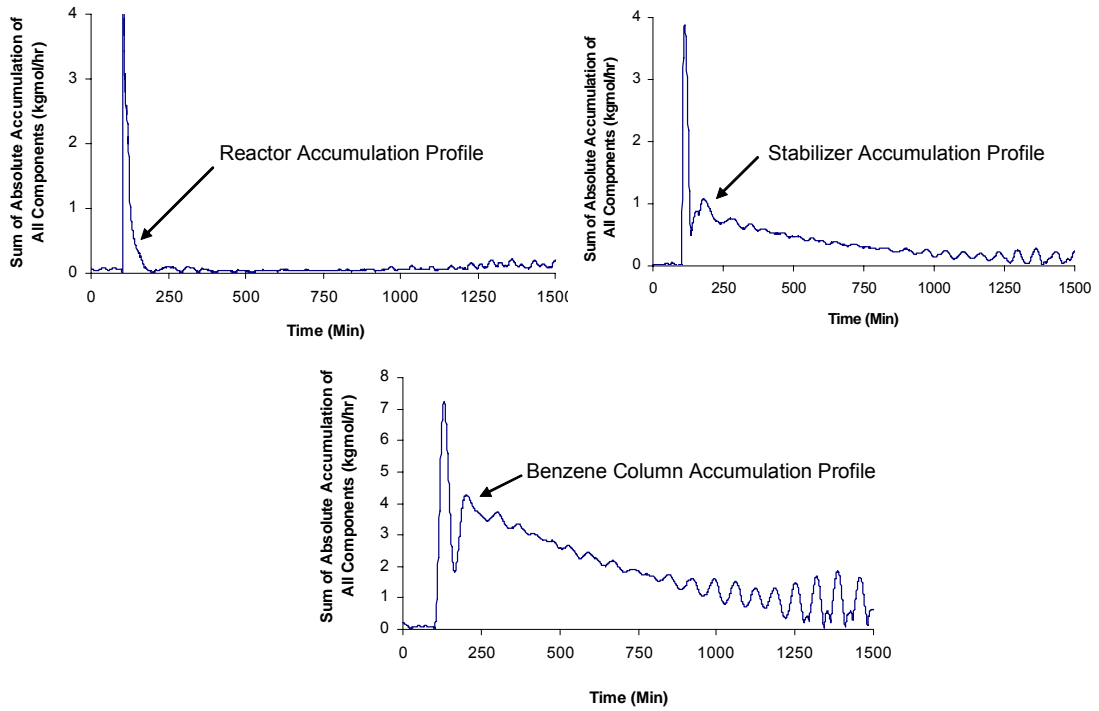 Sum of Absolute Accumulation of
All Components (kgmol/hr)
4
3
2
1
0
Reactor Accumulation Profile
0 250 500 750 1000 1250 1500
Time (Min)
Sum of Absolute Accumulation of
All Components (kgmol/hr)
4
3
2
1
0
Stabilizer Accumulation Profile
0 250 500 750 1000 1250 1500
Time (Min)
Sum of Absolute Accumulation of
All Components (kgmol/hr)
8
7
6
5
4
3
2
1
0
Benzene Column Accumulation Profile
0 250 500 750 1000 1250 1500
Time (Min)